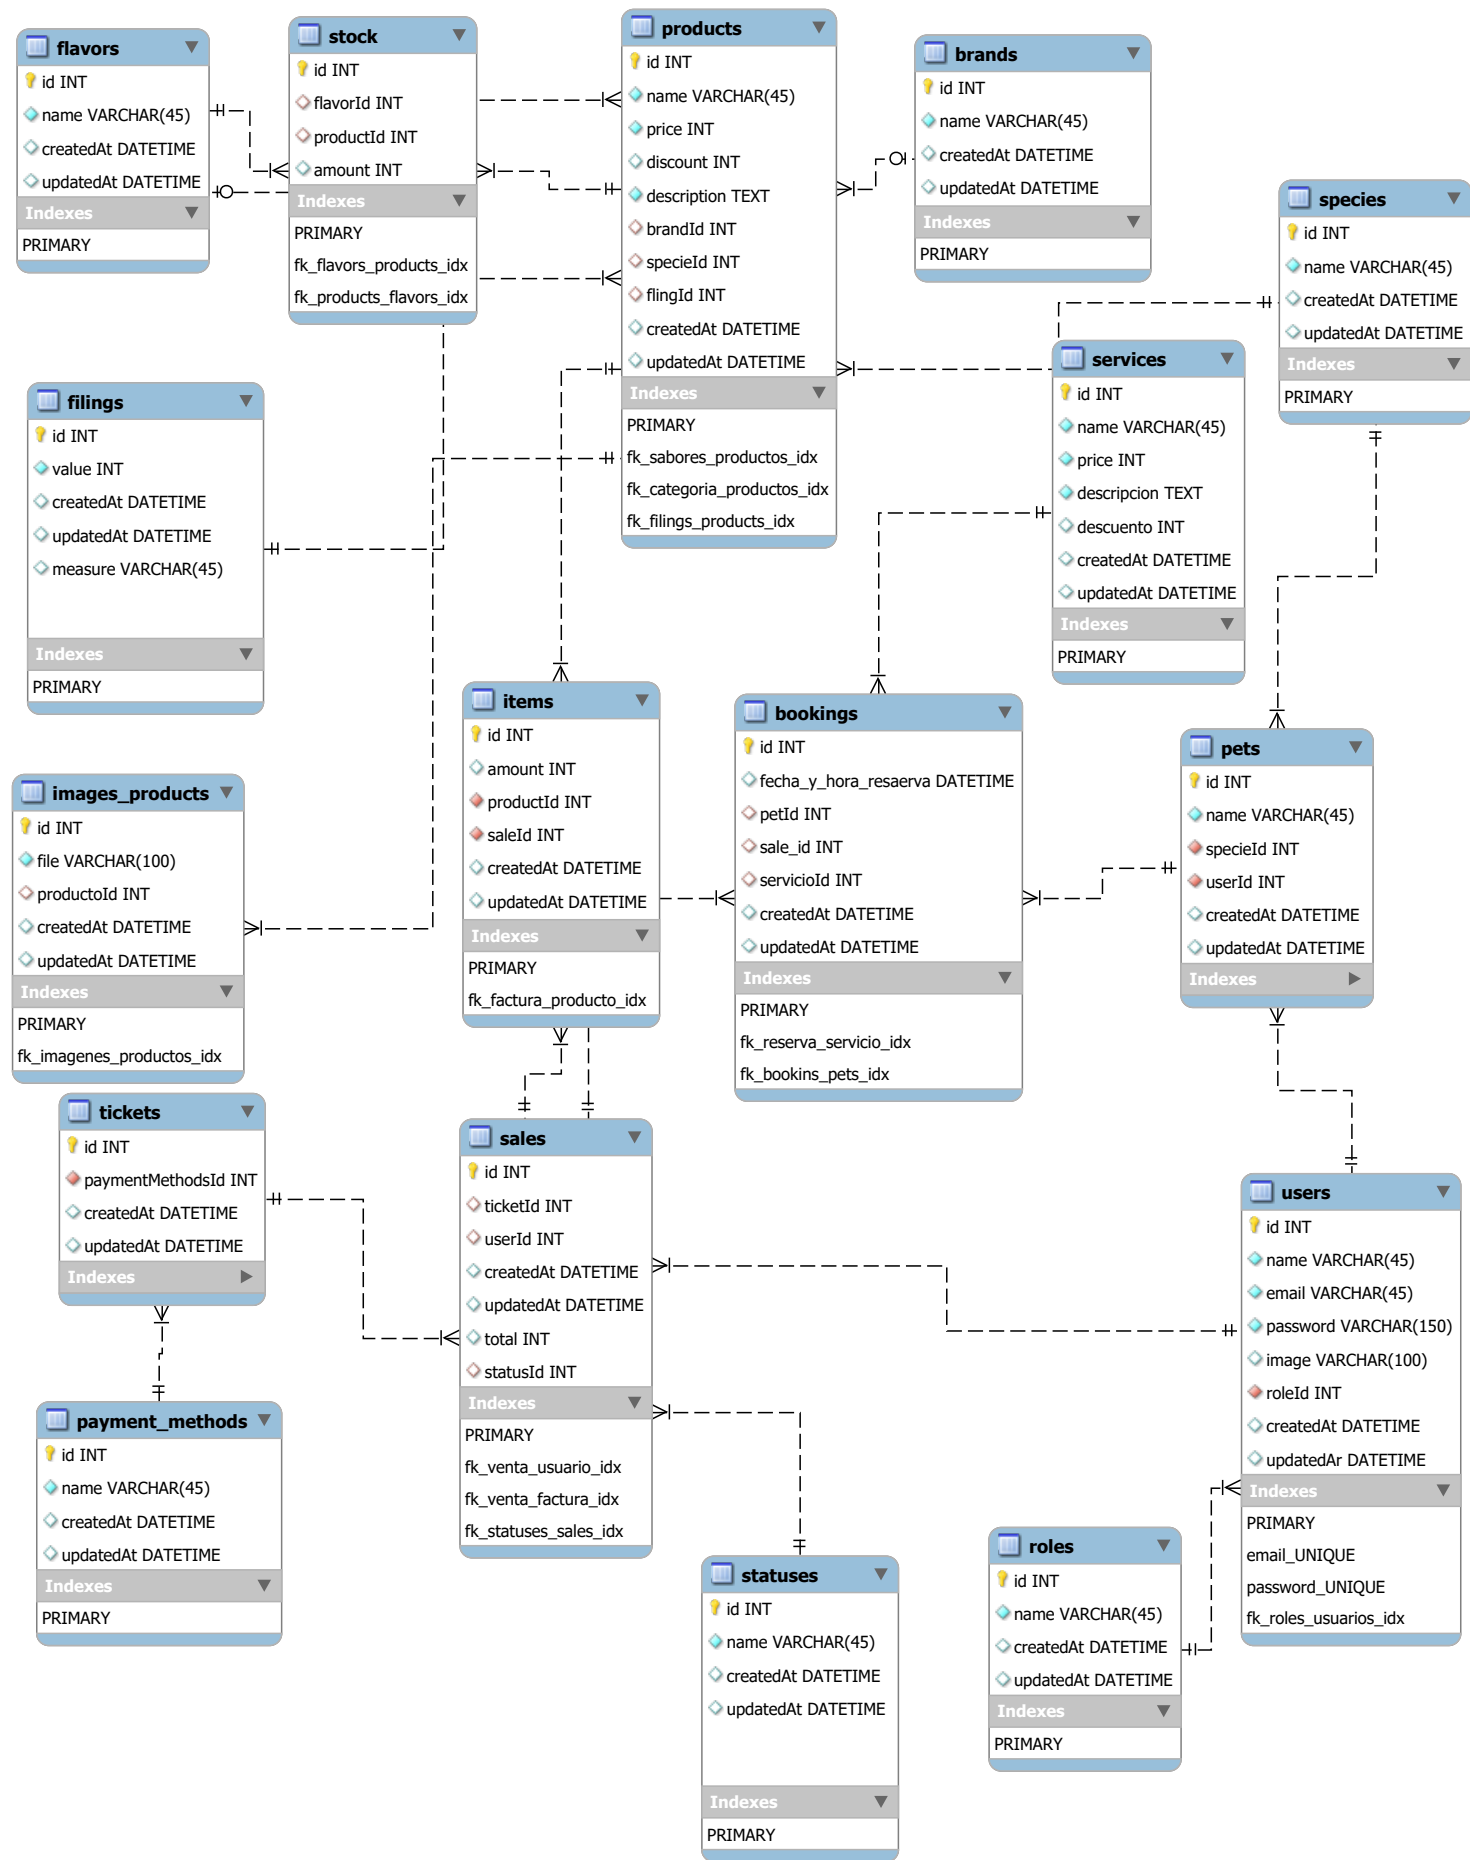 flavors
id INT
name VARCHAR(45)
createdAt DATETIME
updatedAt DATETIME
Indexes
PRIMARY
stock
id INT
flavorId INT
productId INT
amount INT
Indexes
PRIMARY
fk_flavors_products_idx
fk_products_flavors_idx
products
id INT
name VARCHAR(45)
price INT
discount INT
description TEXT
brandId INT
specieId INT
flingId INT
createdAt DATETIME
updatedAt DATETIME
Indexes
PRIMARY
fk_sabores_productos_idx
fk_categoria_productos_idx
fk_filings_products_idx
brands
id INT
name VARCHAR(45)
createdAt DATETIME
updatedAt DATETIME
Indexes
PRIMARY
species
id INT
name VARCHAR(45)
createdAt DATETIME
updatedAt DATETIME
Indexes
PRIMARY
services
id INT
name VARCHAR(45)
price INT
descripcion TEXT
descuento INT
createdAt DATETIME
updatedAt DATETIME
Indexes
PRIMARY
filings
id INT
value INT
createdAt DATETIME
updatedAt DATETIME
measure VARCHAR(45)
Indexes
PRIMARY
items
id INT
amount INT
productId INT
saleId INT
createdAt DATETIME
updatedAt DATETIME
Indexes
PRIMARY
fk_factura_producto_idx
bookings
id INT
fecha_y_hora_resaerva DATETIME
petId INT
sale_id INT
servicioId INT
createdAt DATETIME
updatedAt DATETIME
Indexes
PRIMARY
fk_reserva_servicio_idx
fk_bookins_pets_idx
pets
id INT
name VARCHAR(45)
specieId INT
userId INT
createdAt DATETIME
updatedAt DATETIME
Indexes
images_products
id INT
file VARCHAR(100)
productoId INT
createdAt DATETIME
updatedAt DATETIME
Indexes
PRIMARY
fk_imagenes_productos_idx
tickets
id INT
paymentMethodsId INT
createdAt DATETIME
updatedAt DATETIME
Indexes
sales
id INT
ticketId INT
userId INT
createdAt DATETIME
updatedAt DATETIME
total INT
statusId INT
Indexes
PRIMARY
fk_venta_usuario_idx
fk_venta_factura_idx
fk_statuses_sales_idx
users
id INT
name VARCHAR(45)
email VARCHAR(45)
password VARCHAR(150)
image VARCHAR(100)
roleId INT
createdAt DATETIME
updatedAr DATETIME
Indexes
PRIMARY
email_UNIQUE
password_UNIQUE
fk_roles_usuarios_idx
payment_methods
id INT
name VARCHAR(45)
createdAt DATETIME
updatedAt DATETIME
Indexes
PRIMARY
statuses
id INT
name VARCHAR(45)
createdAt DATETIME
updatedAt DATETIME
Indexes
PRIMARY
roles
id INT
name VARCHAR(45)
createdAt DATETIME
updatedAt DATETIME
Indexes
PRIMARY